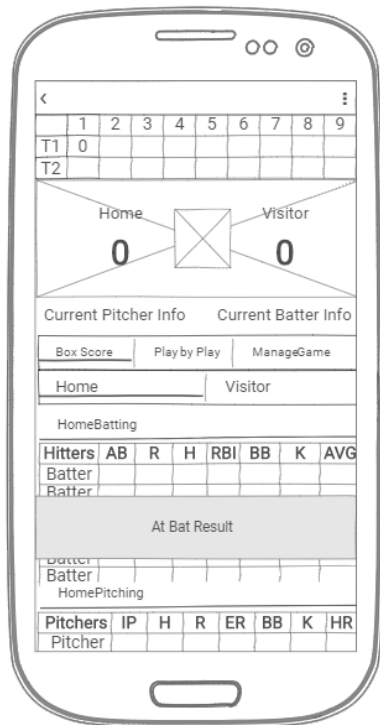 1 2 3 4 5 6 7 8 9
T1 0
T2
Home Visitor
0 0
Current Pitcher Info Current Batter Info
Box Score Play by Play ManageGame
Home Visitor
HomeBatting
Hitters AB R H RBI BB K AVG
Batter
Batter
At Bat Result
Batter
Batter
HomePitching
Pitchers IP H R ER BB K HR
Pitcher